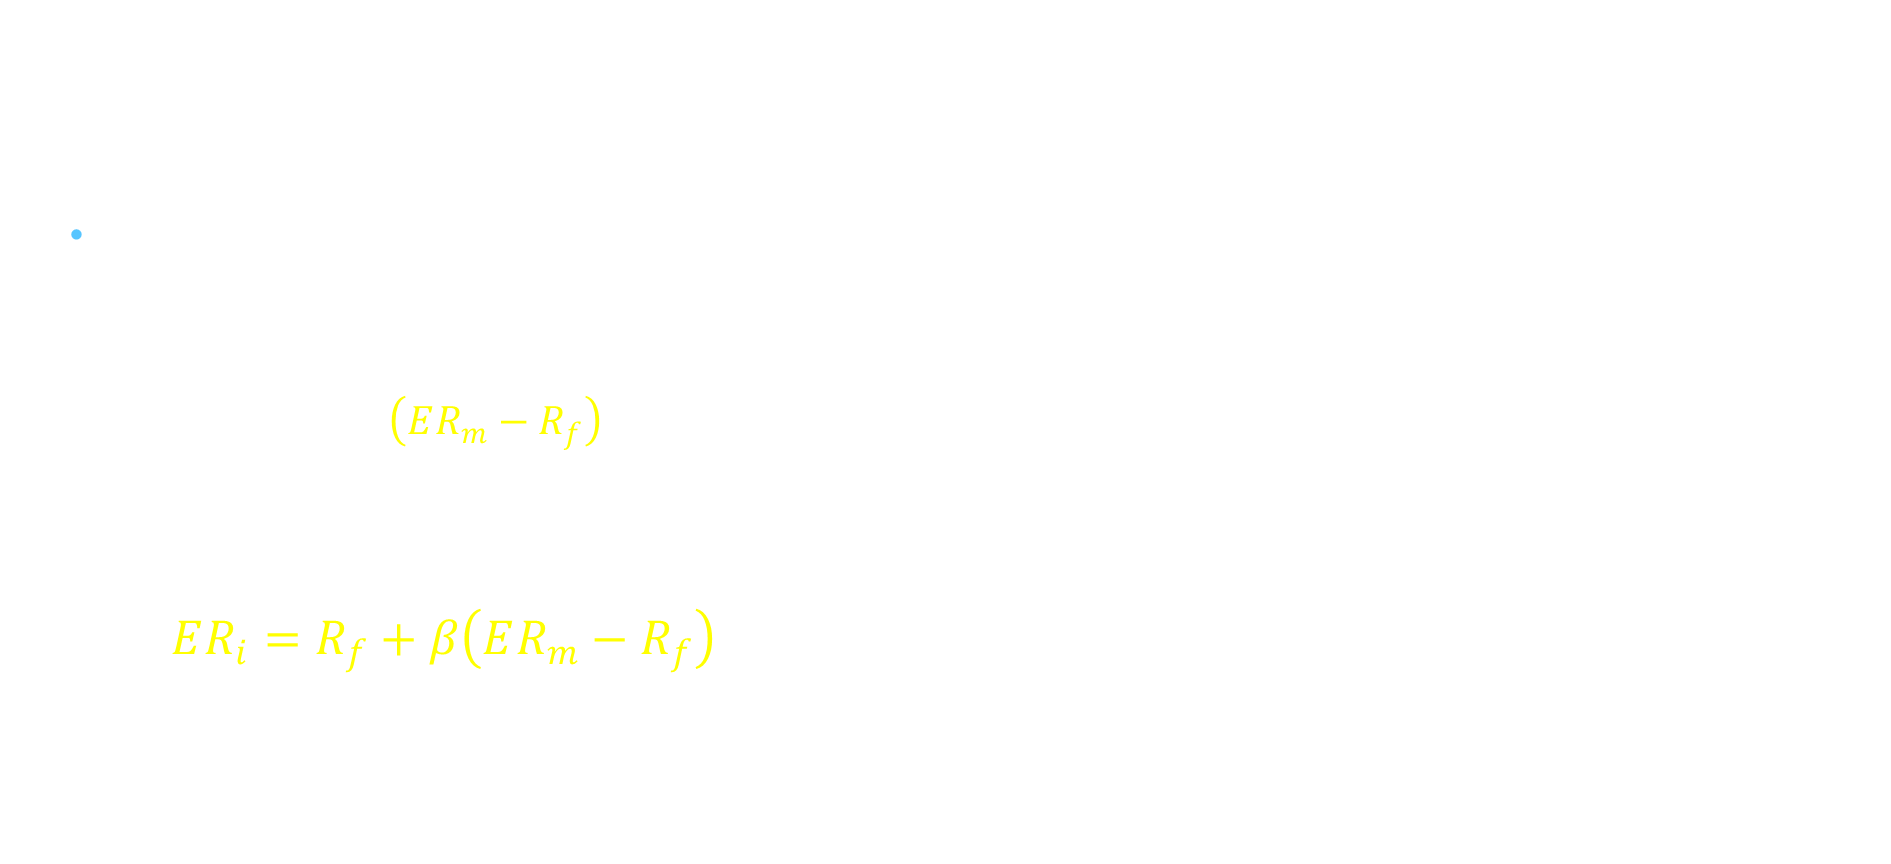 •
(ER_m − R_f)
ER_i = R_f + β(ER_m − R_f)